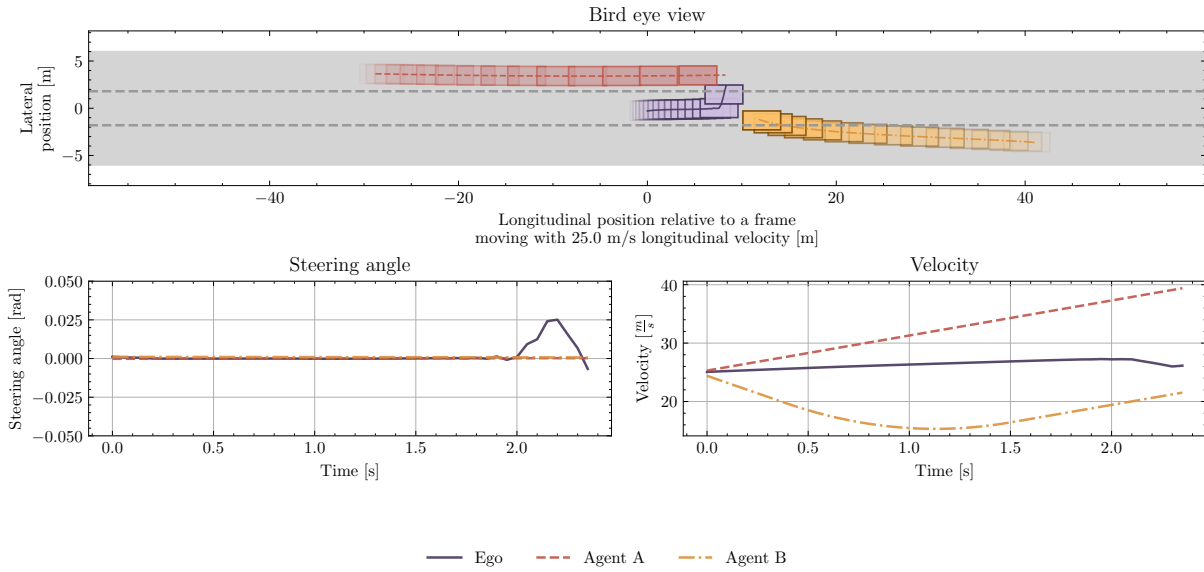 Bird eye view
Lateral
position [m]
5
0
−5
−40
−20
0
20
40
Longitudinal position relative to a frame
moving with 25.0 m/s longitudinal velocity [m]
Steering angle
Steering angle [rad]
0.050
0.025
0.000
−0.025
−0.050
0.0
0.5
1.0
1.5
2.0
Time [s]
Velocity
Velocity [m/s]
40
30
20
0.0
0.5
1.0
1.5
2.0
Time [s]
Ego
Agent A
Agent B